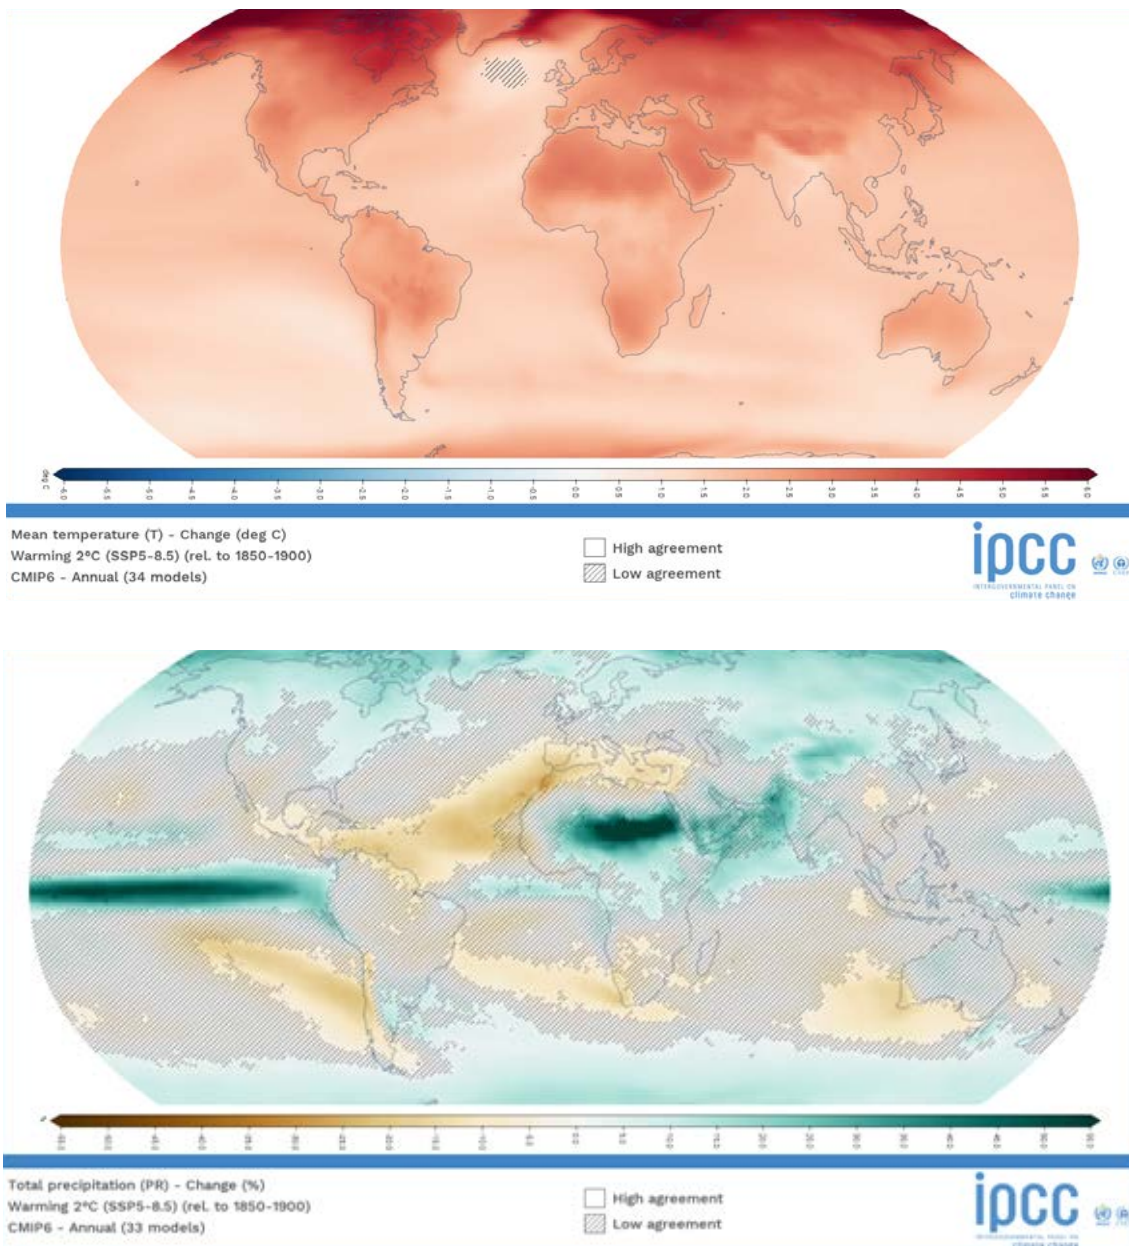 deg C
-6.0 -5.5 -5.0 -4.5 -4.0 -3.5 -3.0 -2.5 -2.0 -1.5 -1.0 -0.5 0.0 0.5 1.0 1.5 2.0 2.5 3.0 3.5 4.0 4.5 5.0 5.5 6.0
Mean temperature (T) - Change (deg C)
Warming 2°C (SSP5-8.5) (rel. to 1850-1900)
CMIP6 - Annual (34 models)
High agreement
Low agreement
ipcc
INTERGOVERNMENTAL PANEL ON
climate change
%
Total precipitation (PR) - Change (%)
Warming 2°C (SSP5-8.5) (rel. to 1850-1900)
CMIP6 - Annual (33 models)
High agreement
Low agreement
ipcc
INTERGOVERNMENTAL PANEL ON
climate change